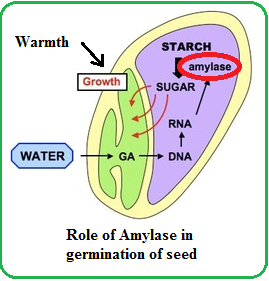 Warmth
STARCH
amylase
Growth
SUGAR
RNA
WATER
GA
DNA
Role of Amylase in
germination of seed